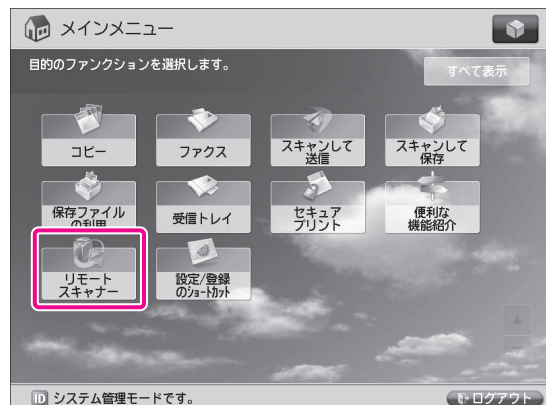 メインメニュー
目的のファンクションを選択します。
すべて表示
コピー
ファクス
スキャンして
送信
スキャンして
保存
保存ファイル
の利用
受信トレイ
セキュア
プリント
便利な
機能紹介
リモート
スキャナー
設定/登録
のショートカット
ID システム管理モードです。
ログアウト